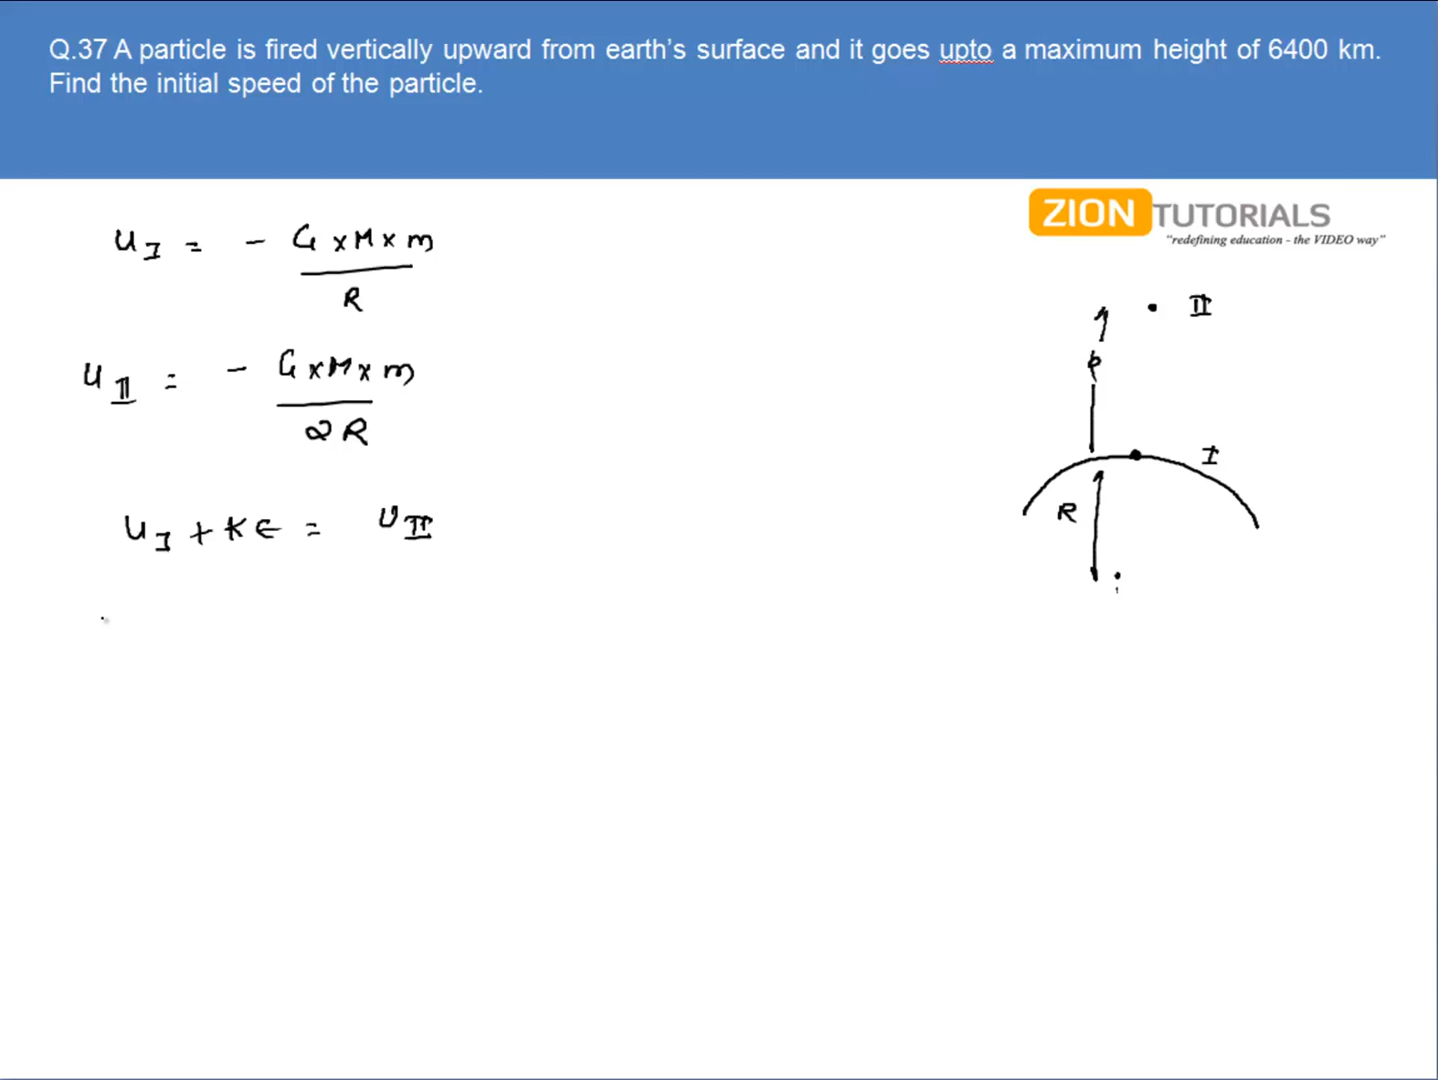 Q.37 A particle is fired vertically upward from earth's surface and it goes upto a maximum height of 6400 km.
Find the initial speed of the particle.
ZION TUTORIALS
"redefining education - the VIDEO way"
U_I = - G x M x m
R
U_II = - G x M x m
2R
U_I + KE = U_II
II
R
I
R